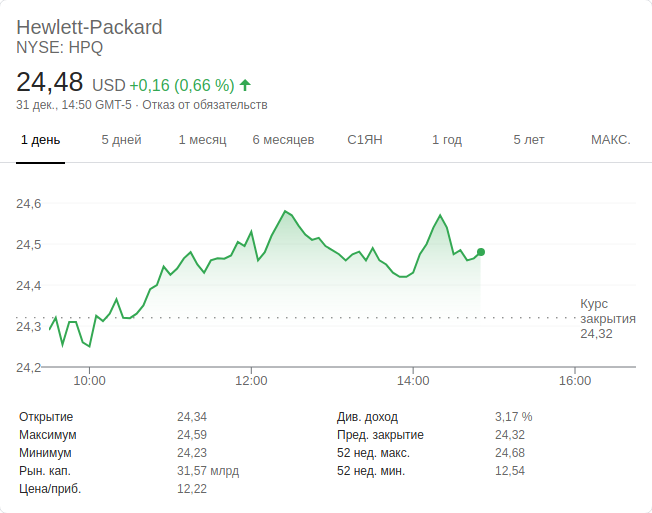 Hewlett-Packard
NYSE: HPQ
24,48 USD +0,16 (0,66 %)
31 дек., 14:50 GMT-5 · Отказ от обязательств
1 день 5 дней 1 месяц 6 месяцев С1ЯН 1 год 5 лет МАКС.
24,6
24,5
24,4
24,3
24,2
Курс
закрытия
24,32
10:00 12:00 14:00 16:00
Открытие 24,34 Див. доход 3,17 %
Максимум 24,59 Пред. закрытие 24,32
Минимум 24,23 52 нед. макс. 24,68
Рын. кап. 31,57 млрд 52 нед. мин. 12,54
Цена/приб. 12,22